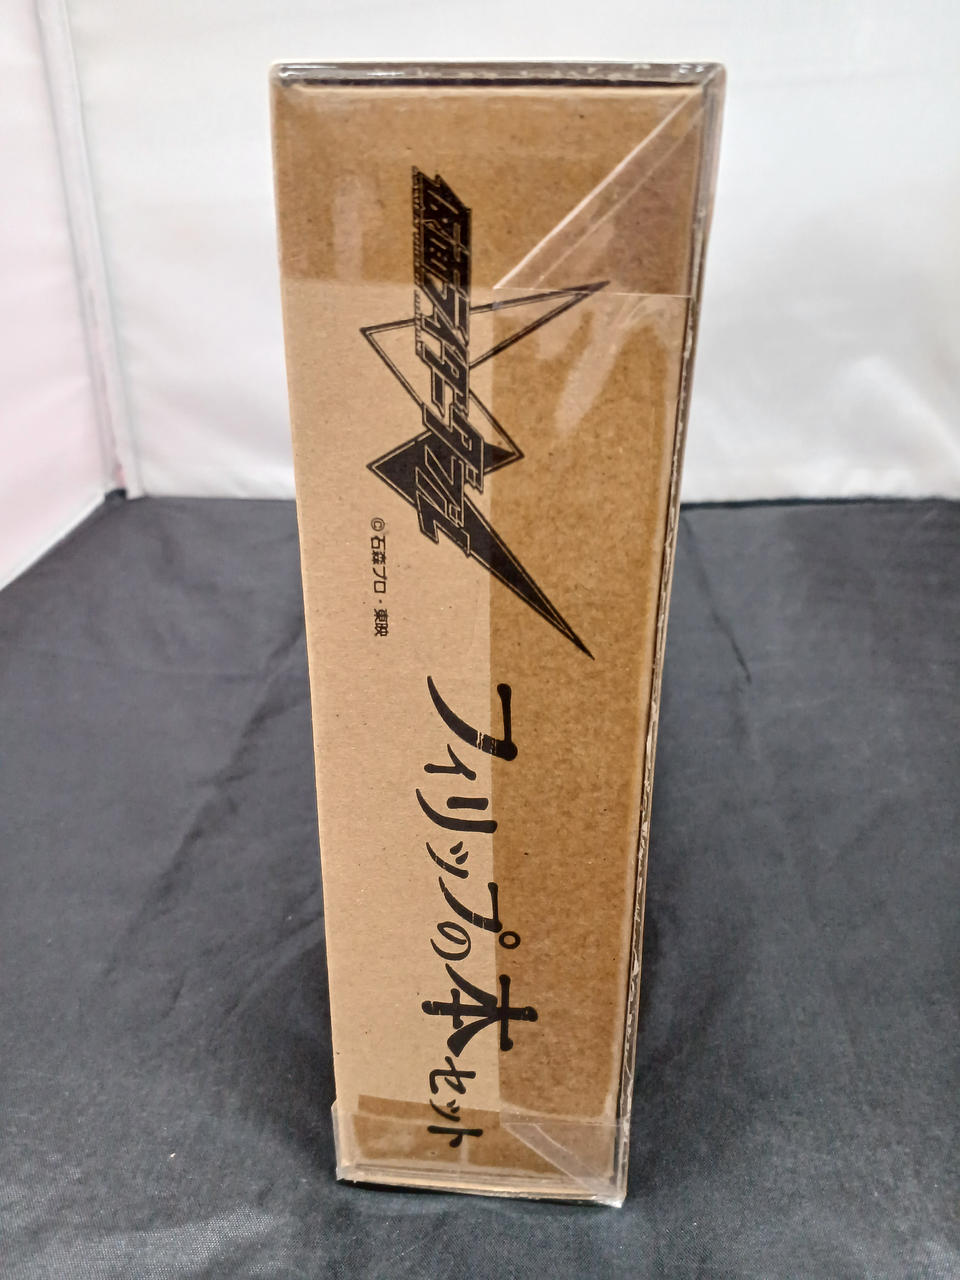 仮面ライダーダブル
©石森プロ・東映
フィリップの本セット